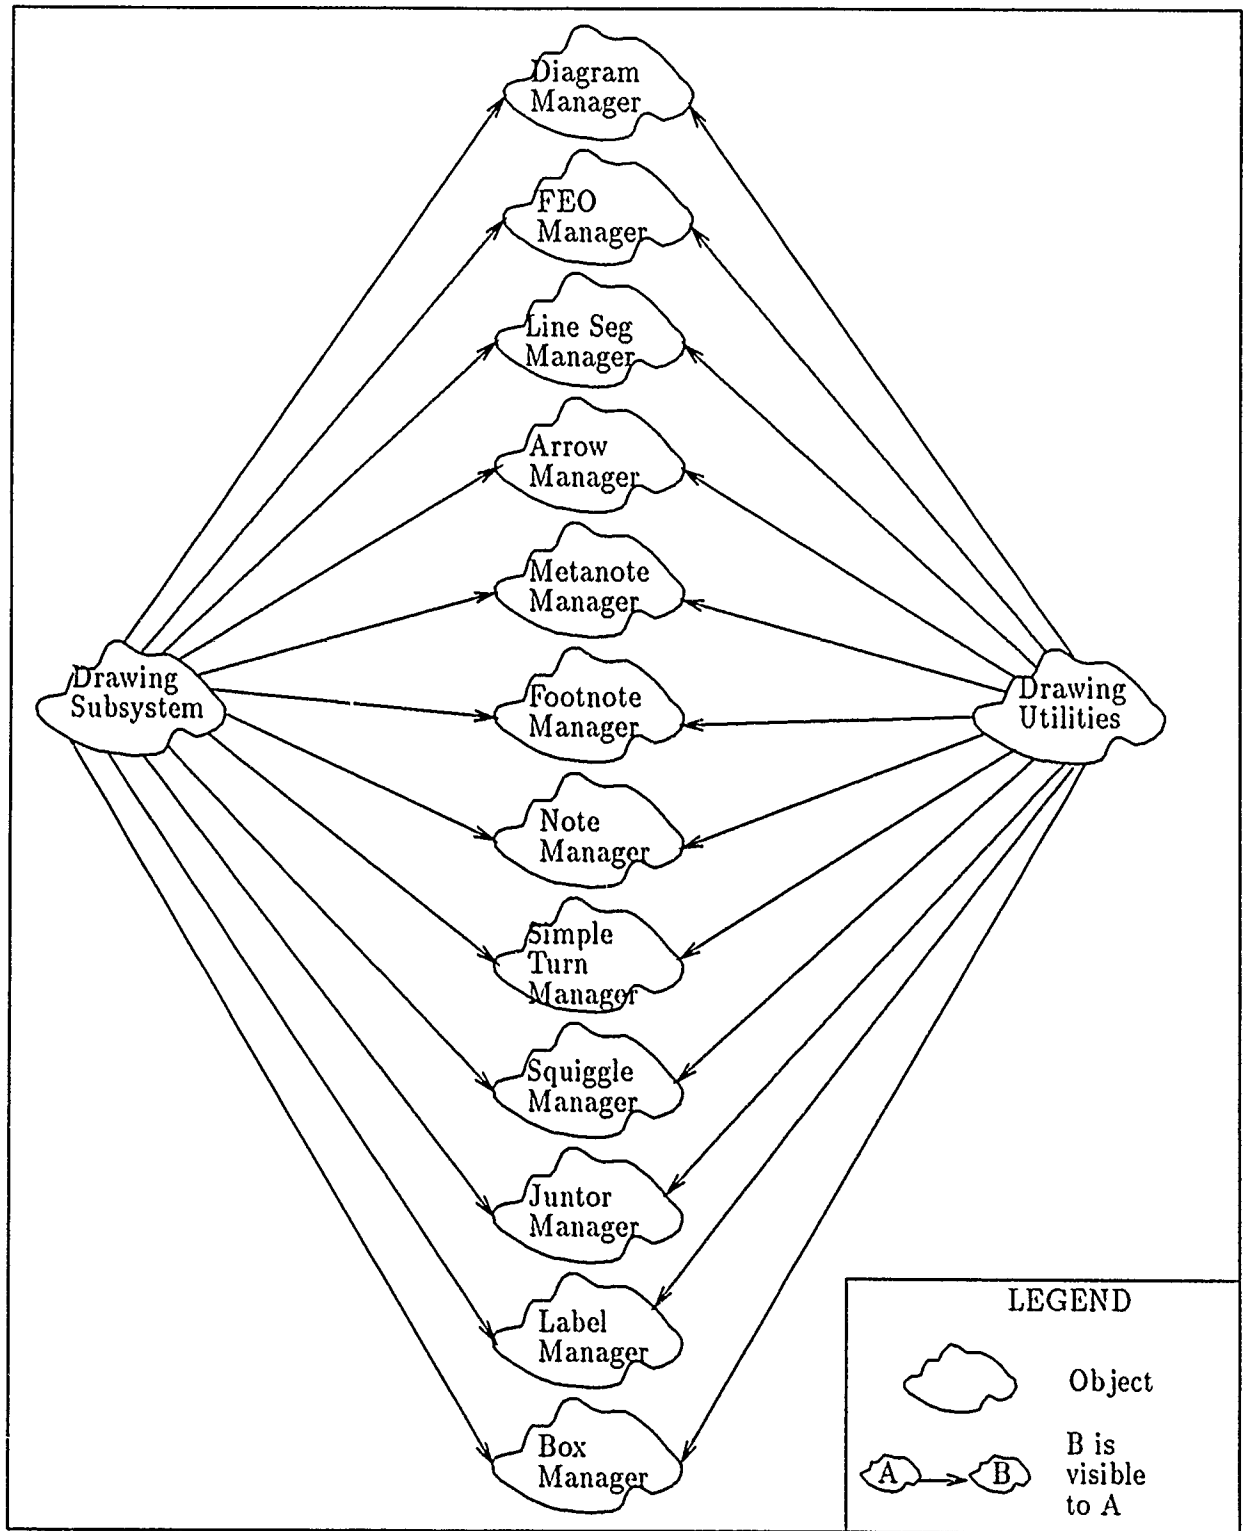 Diagram
Manager
FEO
Manager
Line Seg
Manager
Arrow
Manager
Metanote
Manager
Drawing
Subsystem
Footnote
Manager
Drawing
Utilities
Note
Manager
Simple
Turn
Manager
Squiggle
Manager
Juntor
Manager
Label
Manager
Box
Manager
LEGEND
Object
A
B
B is
visible
to A